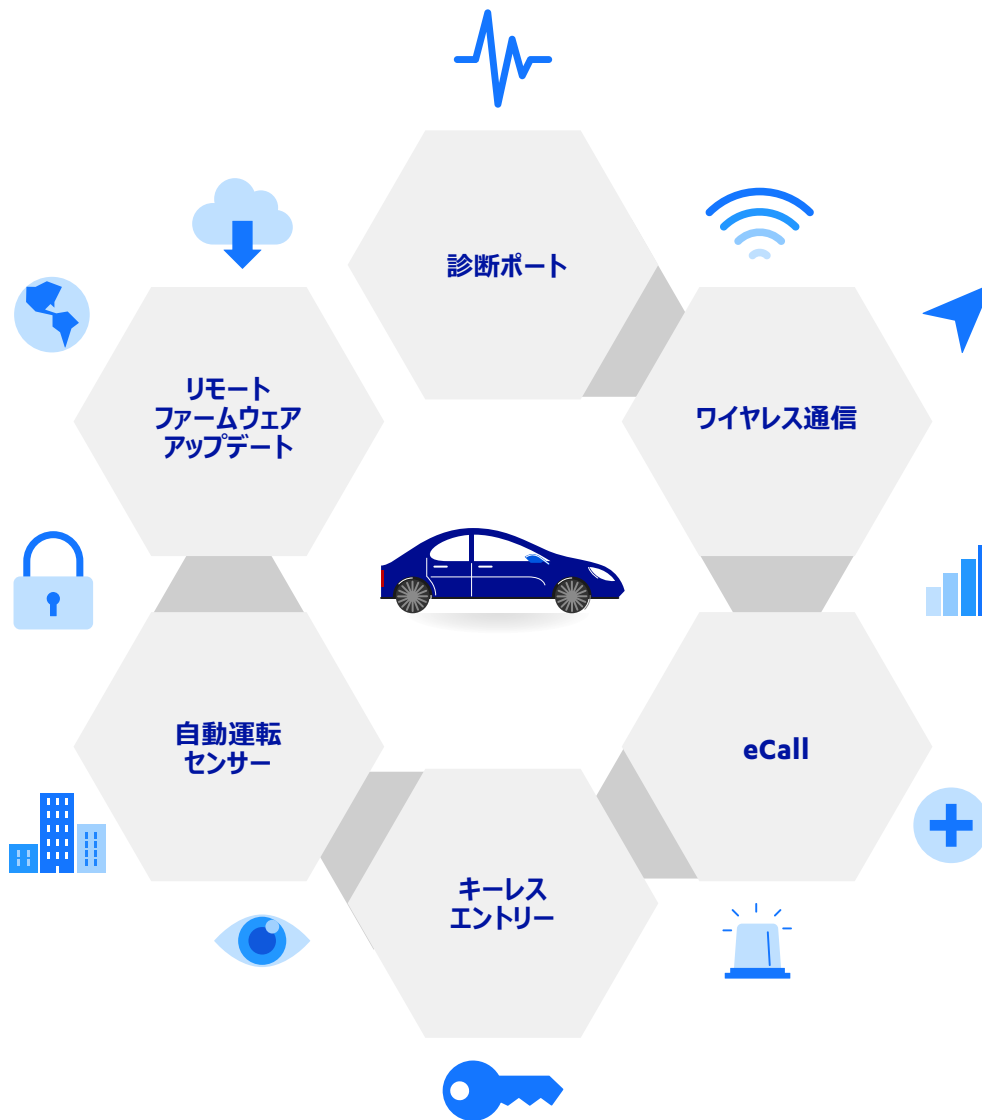 診断ポート
リモート
ファームウェア
アップデート
ワイヤレス通信
自動運転
センサー
eCall
キーレス
エントリー